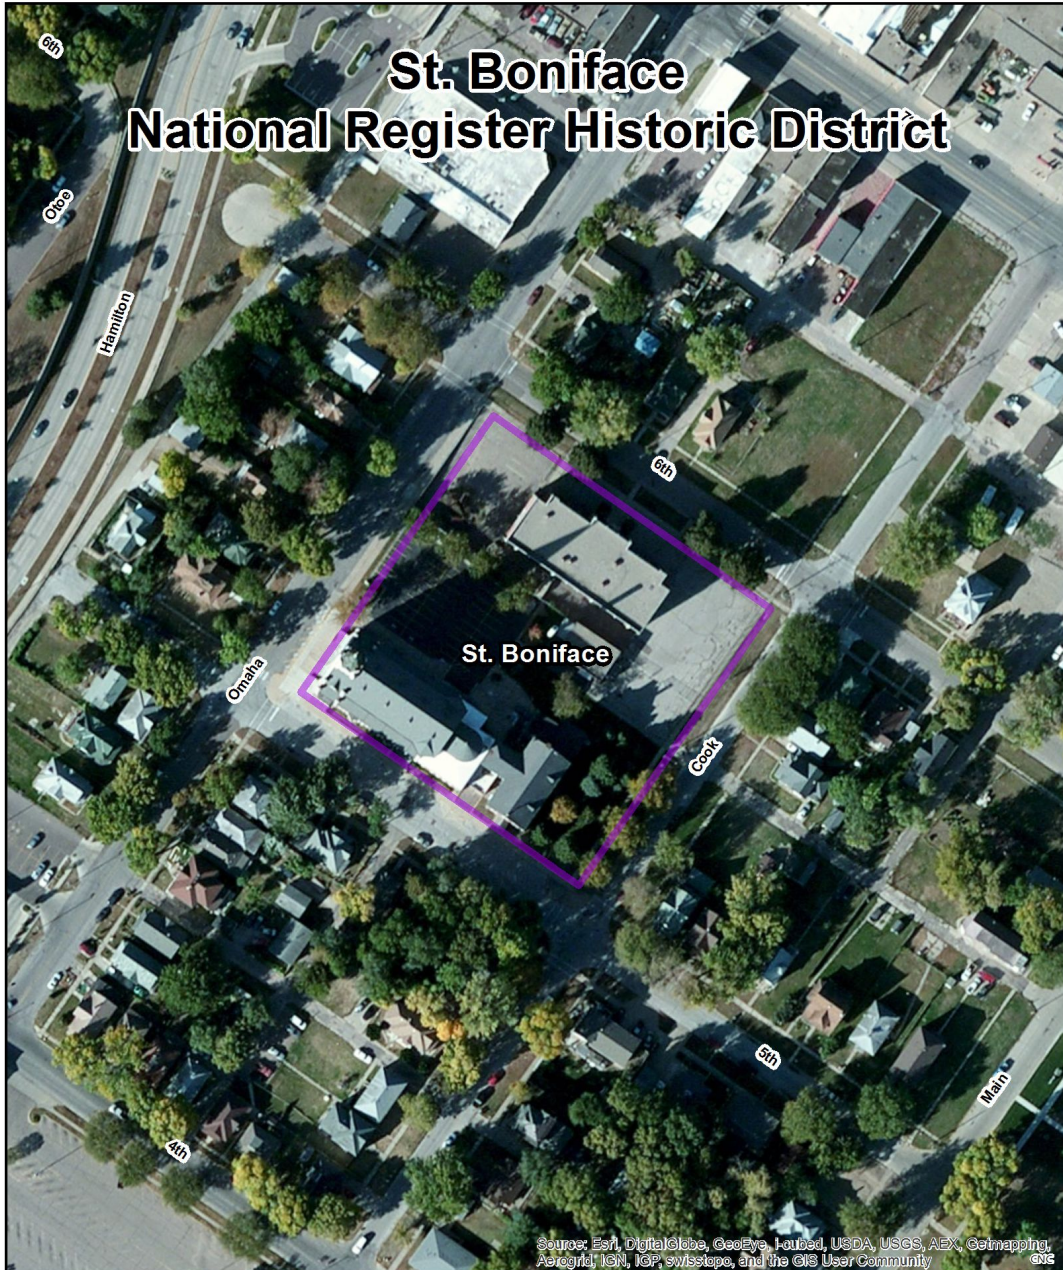 6th
St. Boniface
National Register Historic District
Otoe
Hamilton
6th
St. Boniface
Omaha
Cook
5th
Main
4th
Source: Esri, DigitalGlobe, GeoEye, i-cubed, USDA, USGS, AEX, Getmapping,
Aerogrid, IGN, IGP, swisstopo, and the GIS User Community
CNC